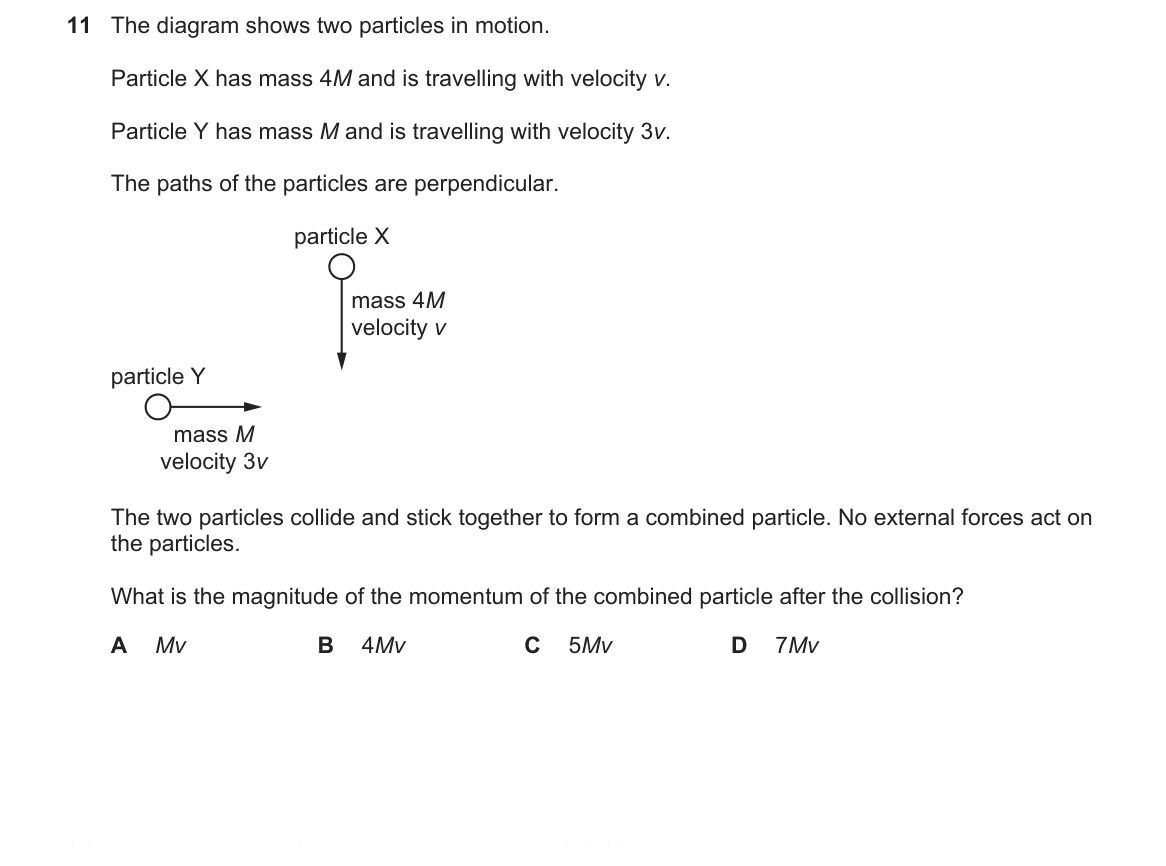 11 The diagram shows two particles in motion.
Particle X has mass 4M and is travelling with velocity v.
Particle Y has mass M and is travelling with velocity 3v.
The paths of the particles are perpendicular.
particle X
mass 4M
velocity v
particle Y
mass M
velocity 3v
The two particles collide and stick together to form a combined particle. No external forces act on
the particles.
What is the magnitude of the momentum of the combined particle after the collision?
A Mv B 4Mv C 5Mv D 7Mv